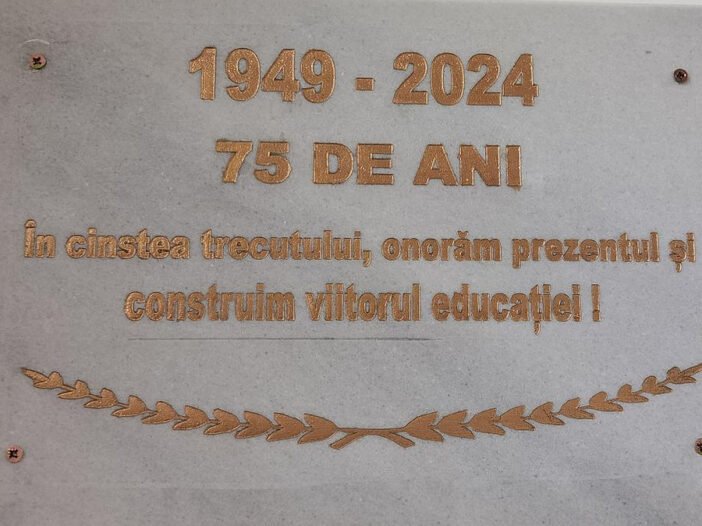 1949 - 2024
75 DE ANI
În cinstea trecutului, onorăm prezentul și
construim viitorul educației !